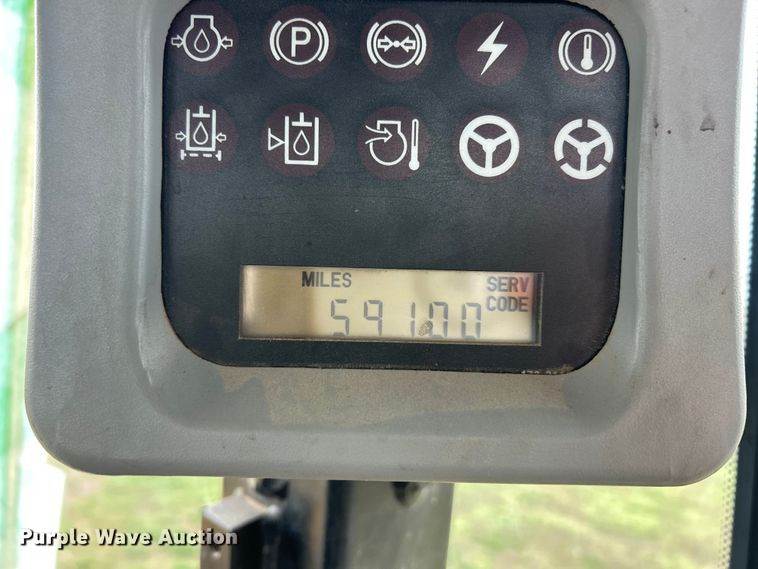 P
MILES SERV
59100 CODE
Purple Wave Auction